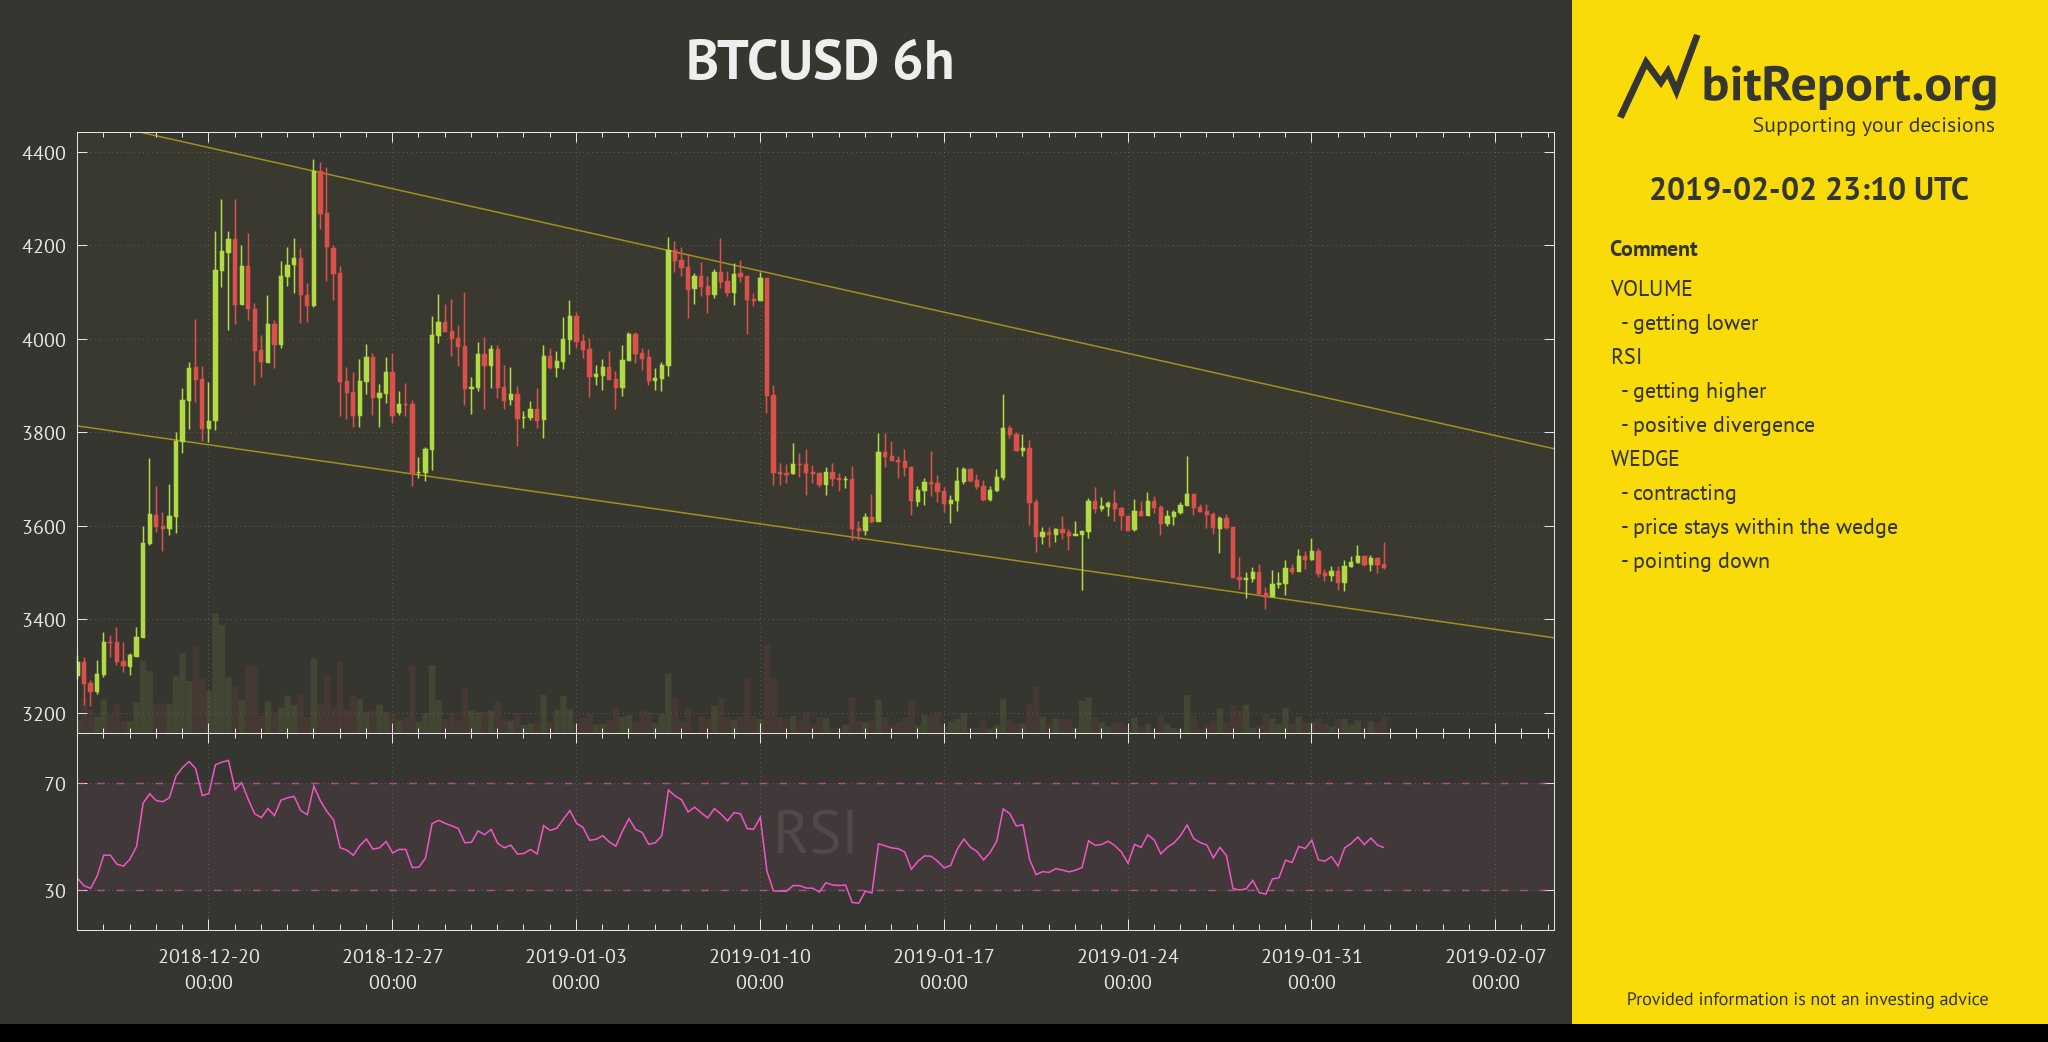 BTCUSD 6h
4400
4200
4000
3800
3600
3400
3200
70
30
RSI
2018-12-20
00:00
2018-12-27
00:00
2019-01-03
00:00
2019-01-10
00:00
2019-01-17
00:00
2019-01-24
00:00
2019-01-31
00:00
2019-02-07
00:00
bitReport.org
Supporting your decisions
2019-02-02 23:10 UTC
Comment
VOLUME
- getting lower
RSI
- getting higher
- positive divergence
WEDGE
- contracting
- price stays within the wedge
- pointing down
Provided information is not an investing advice